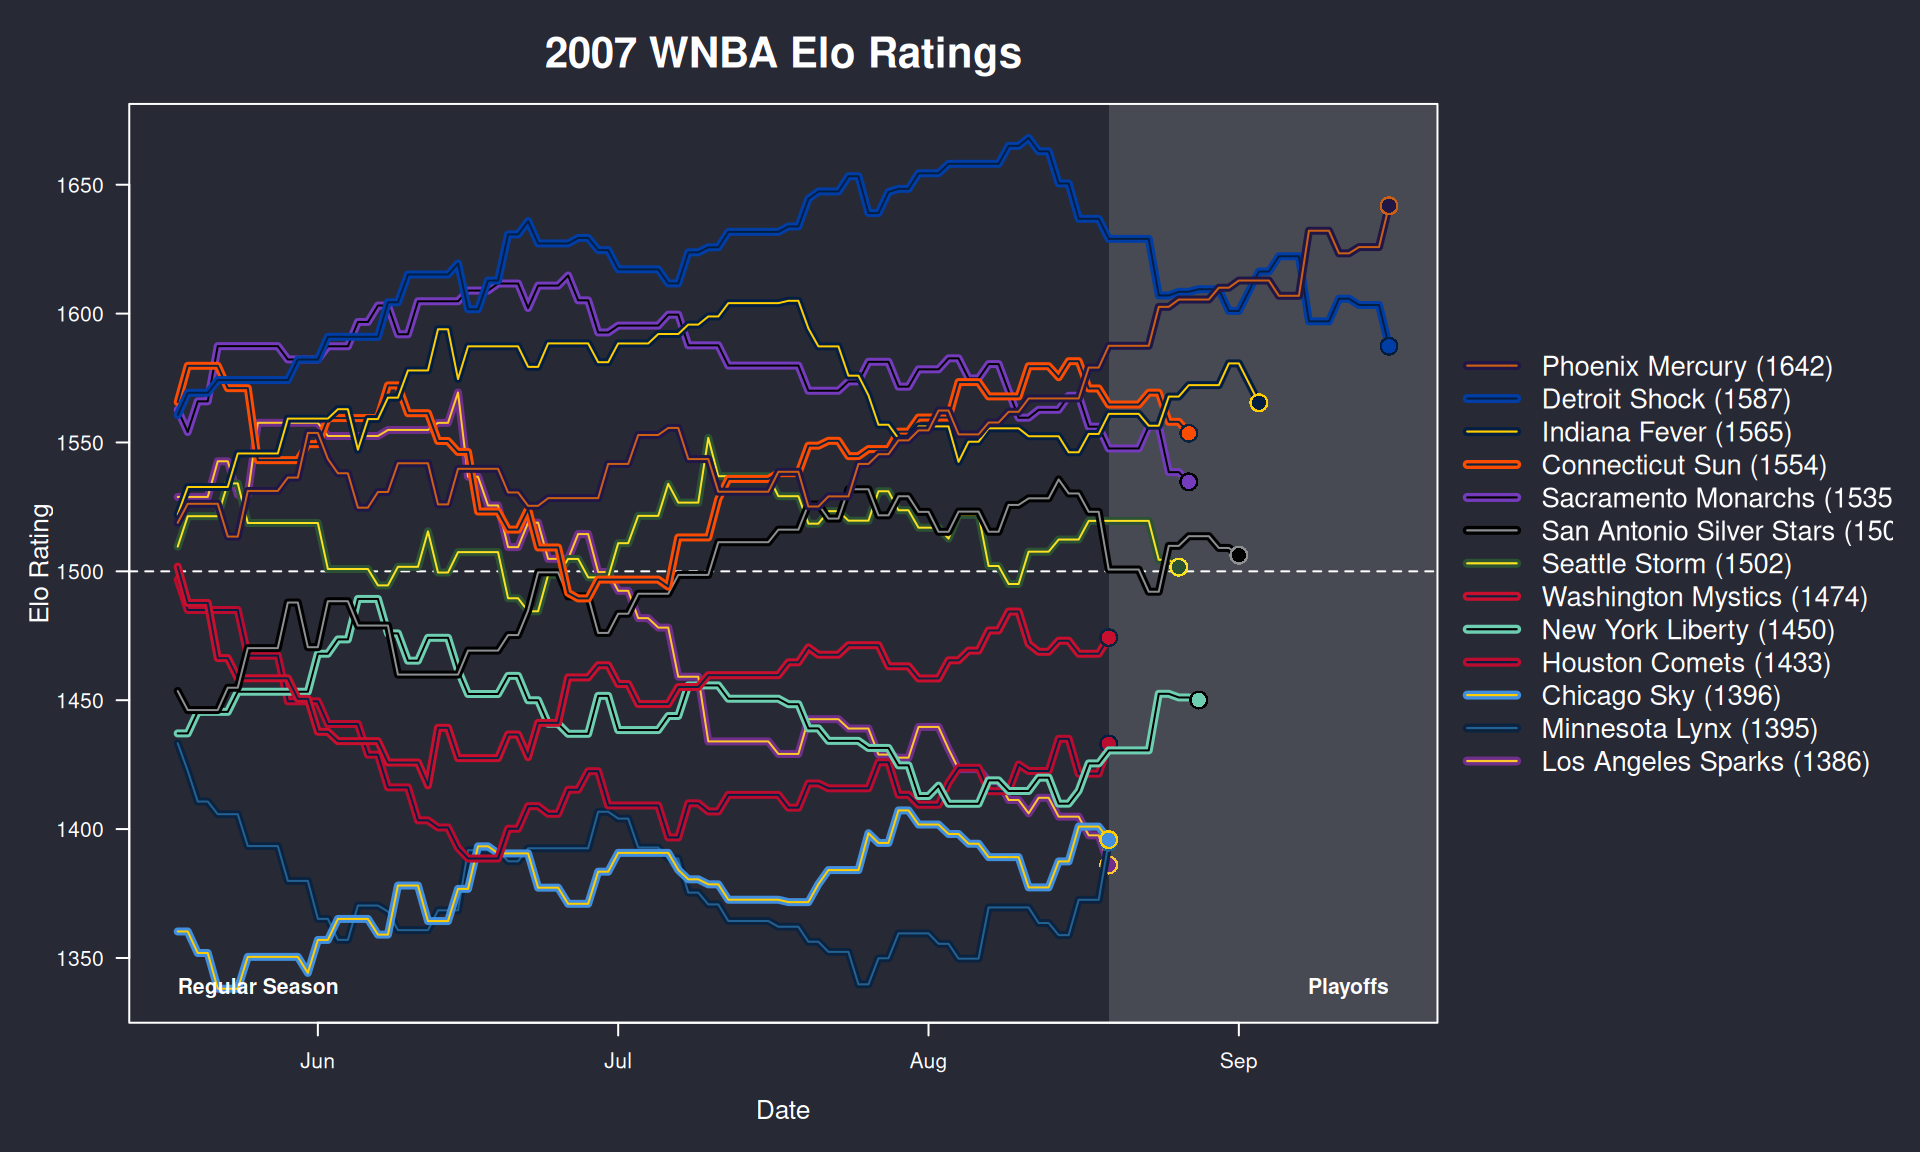 2007 WNBA Elo Ratings
Elo Rating
1650
1600
1550
1500
1450
1400
1350
Regular Season
Playoffs
Jun
Jul
Aug
Sep
Date
Phoenix Mercury (1642)
Detroit Shock (1587)
Indiana Fever (1565)
Connecticut Sun (1554)
Sacramento Monarchs (1535
San Antonio Silver Stars (150
Seattle Storm (1502)
Washington Mystics (1474)
New York Liberty (1450)
Houston Comets (1433)
Chicago Sky (1396)
Minnesota Lynx (1395)
Los Angeles Sparks (1386)